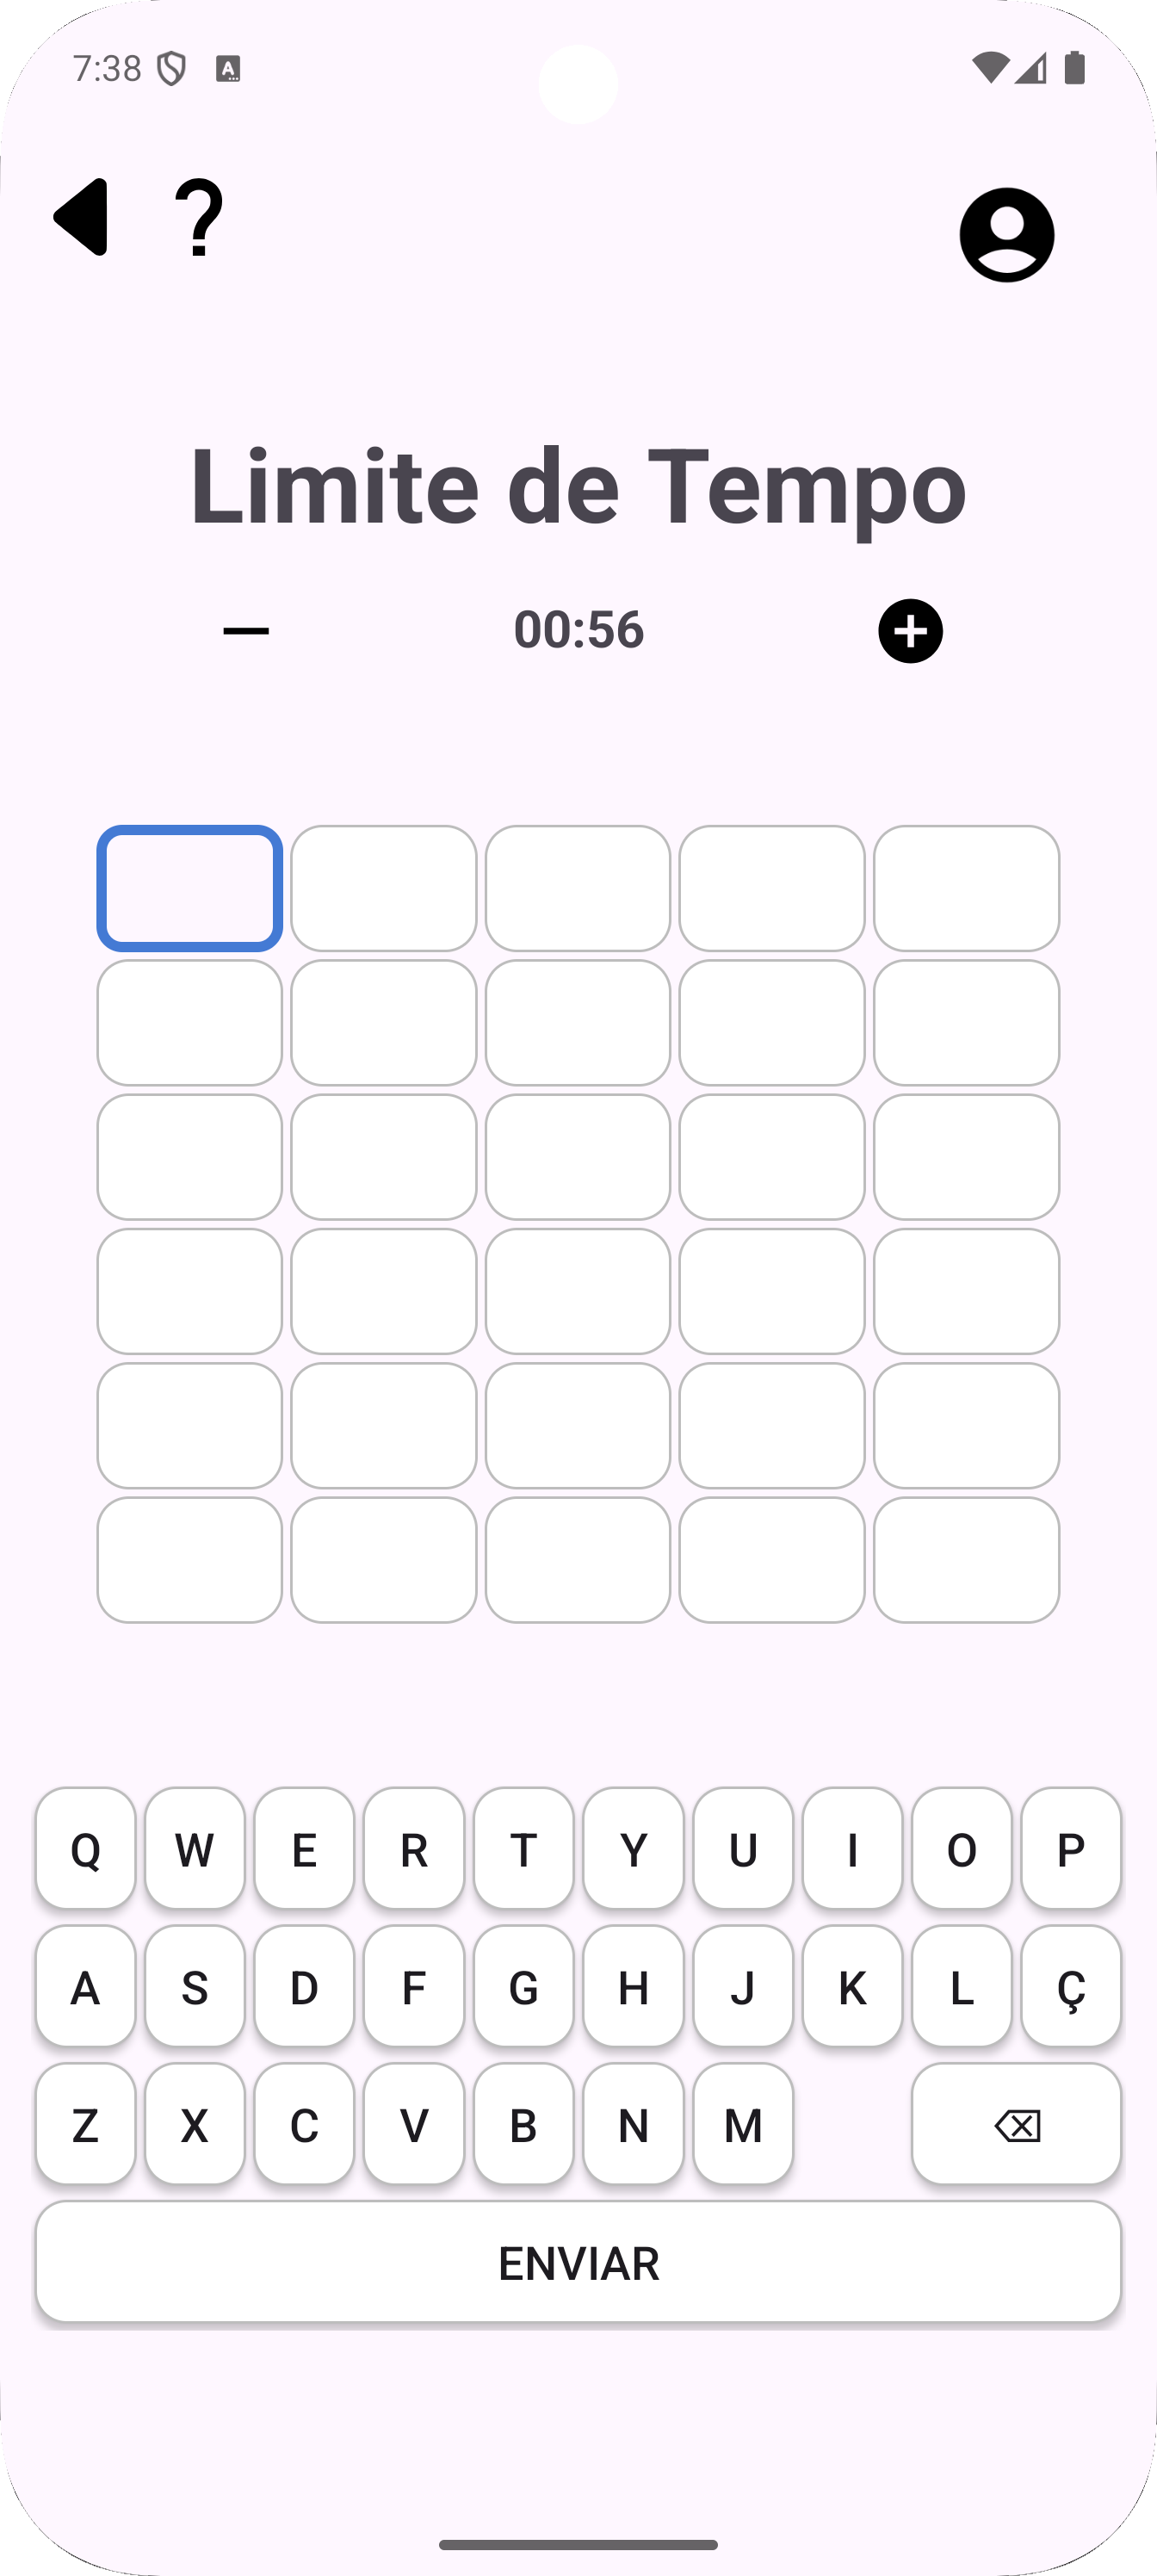 7:38
?
Limite de Tempo
00:56
Q W E R T Y U I O P
A S D F G H J K L Ç
Z X C V B N M
ENVIAR